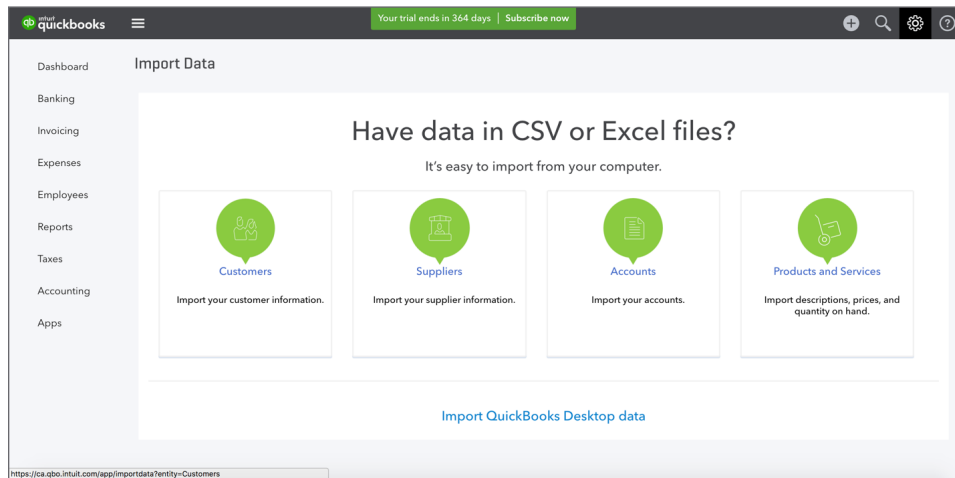 qb intuit quickbooks
Your trial ends in 364 days | Subscribe now
Dashboard
Banking
Invoicing
Expenses
Employees
Reports
Taxes
Accounting
Apps
Import Data
Have data in CSV or Excel files?
It's easy to import from your computer.
Customers
Import your customer information.
Suppliers
Import your supplier information.
Accounts
Import your accounts.
Products and Services
Import descriptions, prices, and
quantity on hand.
Import QuickBooks Desktop data
https://ca.qbo.intuit.com/app/importdata?entity=Customers